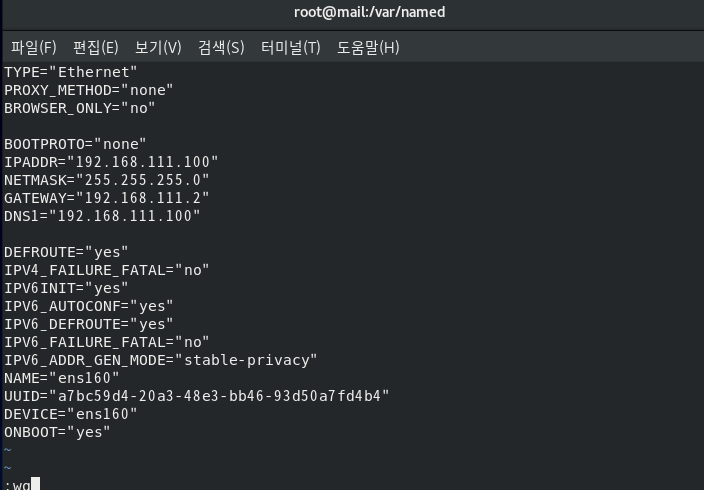 root@mail:/var/named
파일(F) 편집(E) 보기(V) 검색(S) 터미널(T) 도움말(H)
TYPE="Ethernet"
PROXY_METHOD="none"
BROWSER_ONLY="no"
BOOTPROTO="none"
IPADDR="192.168.111.100"
NETMASK="255.255.255.0"
GATEWAY="192.168.111.2"
DNS1="192.168.111.100"
DEFROUTE="yes"
IPV4_FAILURE_FATAL="no"
IPV6INIT="yes"
IPV6_AUTOCONF="yes"
IPV6_DEFROUTE="yes"
IPV6_FAILURE_FATAL="no"
IPV6_ADDR_GEN_MODE="stable-privacy"
NAME="ens160"
UUID="a7bc59d4-20a3-48e3-bb46-93d50a7fd4b4"
DEVICE="ens160"
ONBOOT="yes"
~
~
:wq